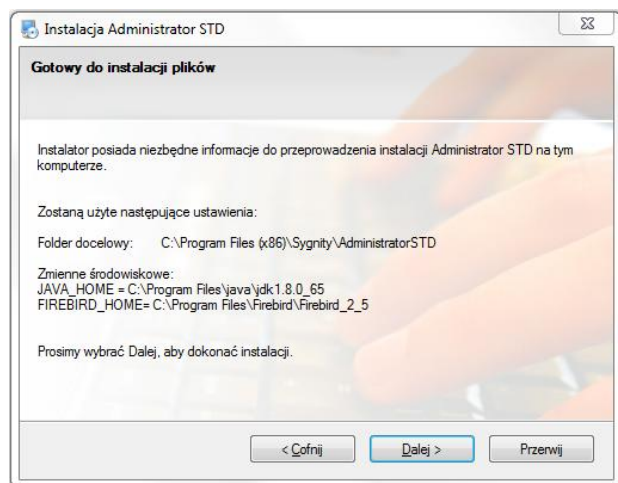 Instalacja Administrator STD
Gotowy do instalacji plików
Instalator posiada niezbędne informacje do przeprowadzenia instalacji Administrator STD na tym
komputerze.
Zostaną użyte następujące ustawienia:
Folder docelowy: C:\Program Files (x86)\Sygnity\AdministratorSTD
Zmienne środowiskowe:
JAVA_HOME = C:\Program Files\java\jdk1.8.0_65
FIREBIRD_HOME= C:\Program Files\Firebird\Firebird_2_5
Prosimy wybrać Dalej, aby dokonać instalacji.
< Cofnij
Dalej >
Przerwij